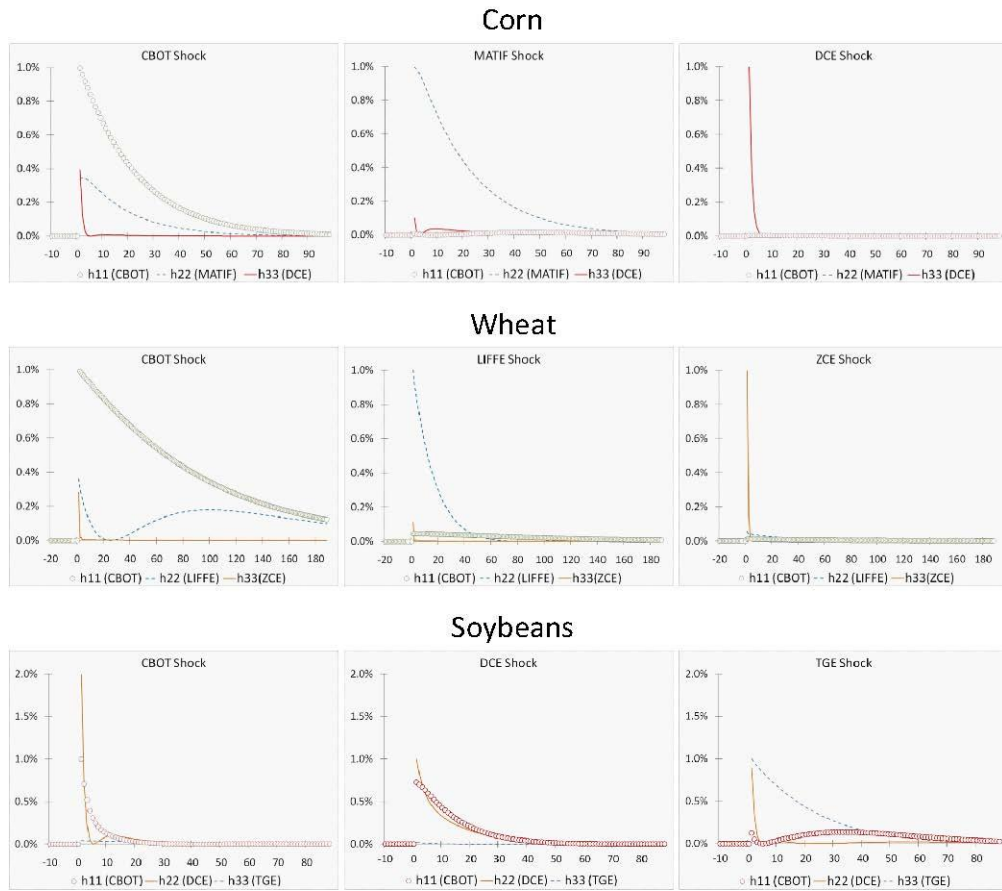 Corn
CBOT Shock
1.0%
0.8%
0.6%
0.4%
0.2%
0.0%
-10 0 10 20 30 40 50 60 70 80 90
h11 (CBOT) h22 (MATIF) h33 (DCE)
MATIF Shock
1.0%
0.8%
0.6%
0.4%
0.2%
0.0%
-10 0 10 20 30 40 50 60 70 80 90
h11 (CBOT) h22 (MATIF) h33 (DCE)
DCE Shock
1.0%
0.8%
0.6%
0.4%
0.2%
0.0%
-10 0 10 20 30 40 50 60 70 80 90
h11 (CBOT) h22 (MATIF) h33 (DCE)
Wheat
CBOT Shock
1.0%
0.8%
0.6%
0.4%
0.2%
0.0%
-20 0 20 40 60 80 100 120 140 160 180
h11 (CBOT) h22 (LIFFE) h33(ZCE)
LIFFE Shock
1.0%
0.8%
0.6%
0.4%
0.2%
0.0%
-20 0 20 40 60 80 100 120 140 160 180
h11 (CBOT) h22 (LIFFE) h33(ZCE)
ZCE Shock
1.0%
0.8%
0.6%
0.4%
0.2%
0.0%
-20 0 20 40 60 80 100 120 140 160 180
h11 (CBOT) h22 (LIFFE) h33(ZCE)
Soybeans
CBOT Shock
2.0%
1.0%
0.5%
0.0%
-10 0 10 20 30 40 50 60 70 80
h11 (CBOT) h22 (DCE) h33 (TGE)
DCE Shock
2.0%
1.0%
0.5%
0.0%
-10 0 10 20 30 40 50 60 70 80
h11 (CBOT) h22 (DCE) h33 (TGE)
TGE Shock
2.0%
1.0%
0.5%
0.0%
-10 0 10 20 30 40 50 60 70 80
h11 (CBOT) h22 (DCE) h33 (TGE)